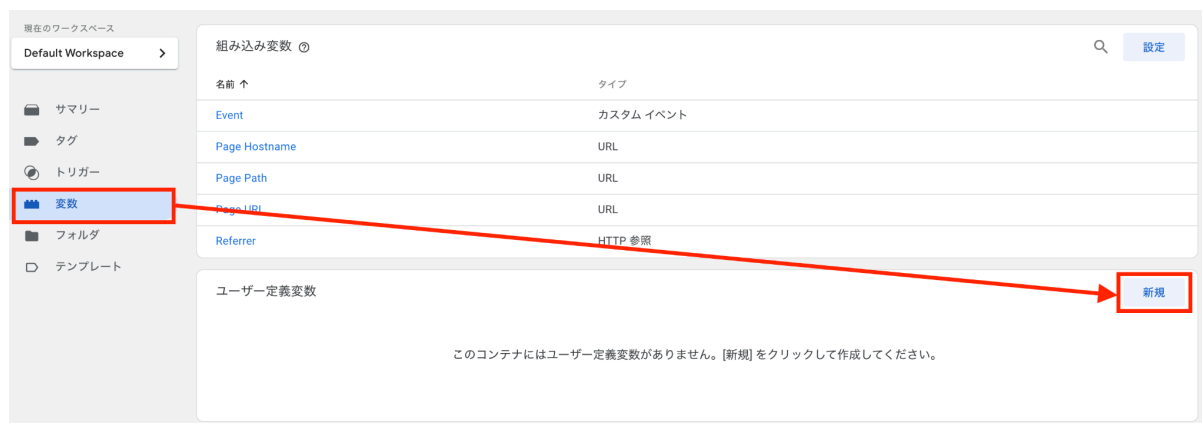 現在のワークスペース
Default Workspace
サマリー
タグ
トリガー
変数
フォルダ
テンプレート
組み込み変数
設定
名前 タイプ
Event カスタム イベント
Page Hostname URL
Page Path URL
Page URL URL
Referrer HTTP 参照
ユーザー定義変数
新規
このコンテナにはユーザー定義変数がありません。[新規] をクリックして作成してください。